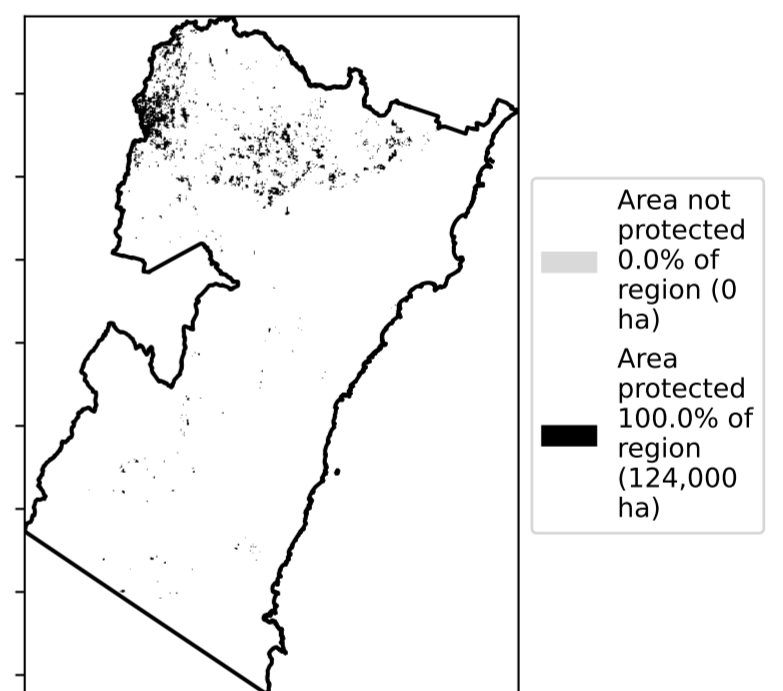 Area not
protected
0.0% of
region (0
ha)
Area
protected
100.0% of
region
(124,000
ha)